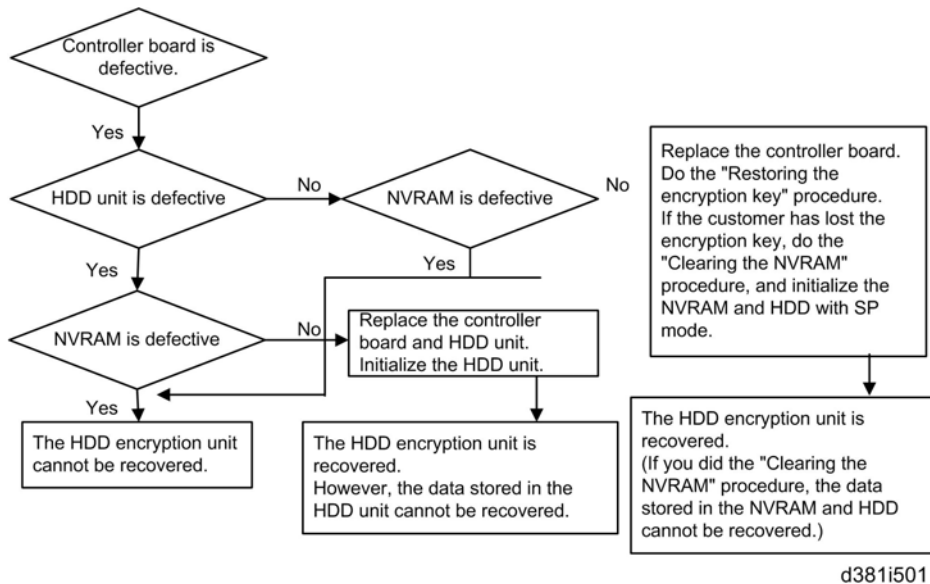 Controller board is
defective.
Yes
HDD unit is defective
No
NVRAM is defective
No
Replace the controller board.
Do the "Restoring the
encryption key" procedure.
If the customer has lost the
encryption key, do the
"Clearing the NVRAM"
procedure, and initialize the
NVRAM and HDD with SP
mode.
Yes
Yes
NVRAM is defective
No
Replace the controller
board and HDD unit.
Initialize the HDD unit.
Yes
The HDD encryption unit
cannot be recovered.
The HDD encryption unit is
recovered.
However, the data stored in the
HDD unit cannot be recovered.
The HDD encryption unit is
recovered.
(If you did the "Clearing the
NVRAM" procedure, the data
stored in the NVRAM and HDD
cannot be recovered.)
d381i501